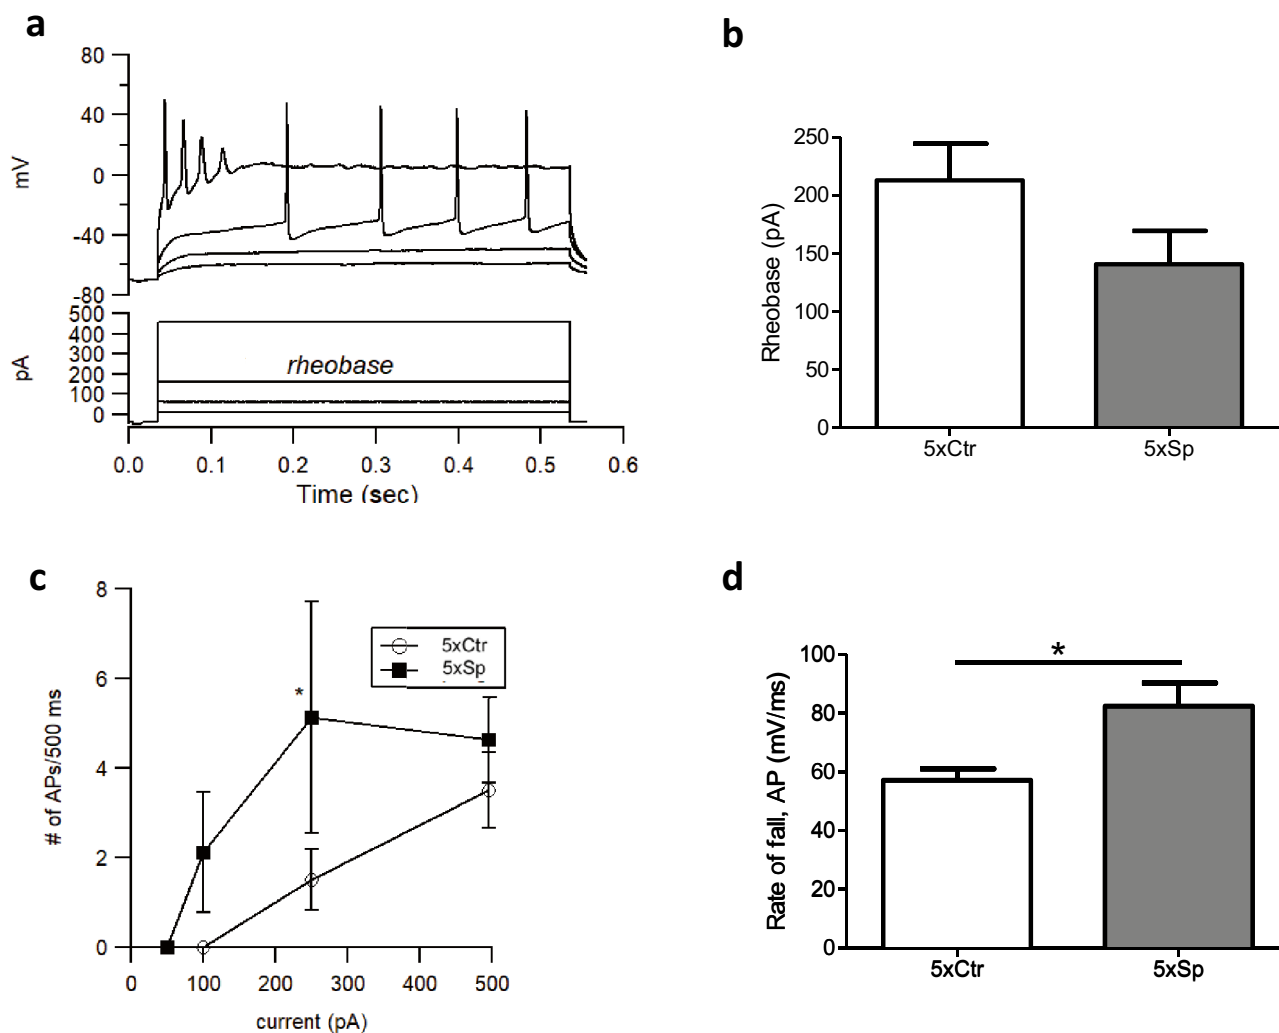 a
80
40
0
-40
-80
mV
500
400
300
200
100
0
pA
rheobase
0.0 0.1 0.2 0.3 0.4 0.5 0.6
Time (sec)
b
250
200
150
100
50
0
Rheobase (pA)
5xCtr 5xSp
c
8
6
4
2
0
# of APs/500 ms
5xCtr
5xSp
*
0 100 200 300 400 500
current (pA)
d
100
80
60
40
20
0
Rate of fall, AP (mV/ms)
*
5xCtr 5xSp